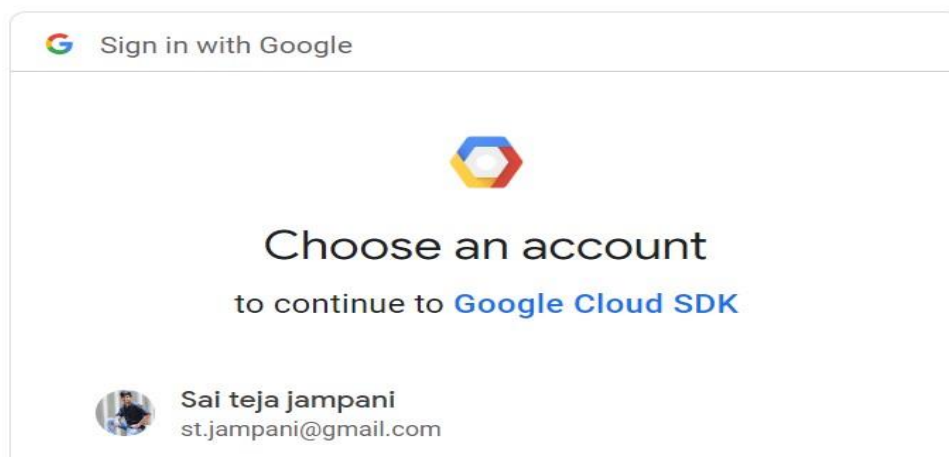 Sign in with Google
Choose an account
to continue to Google Cloud SDK
Sai teja jampani
st.jampani@gmail.com